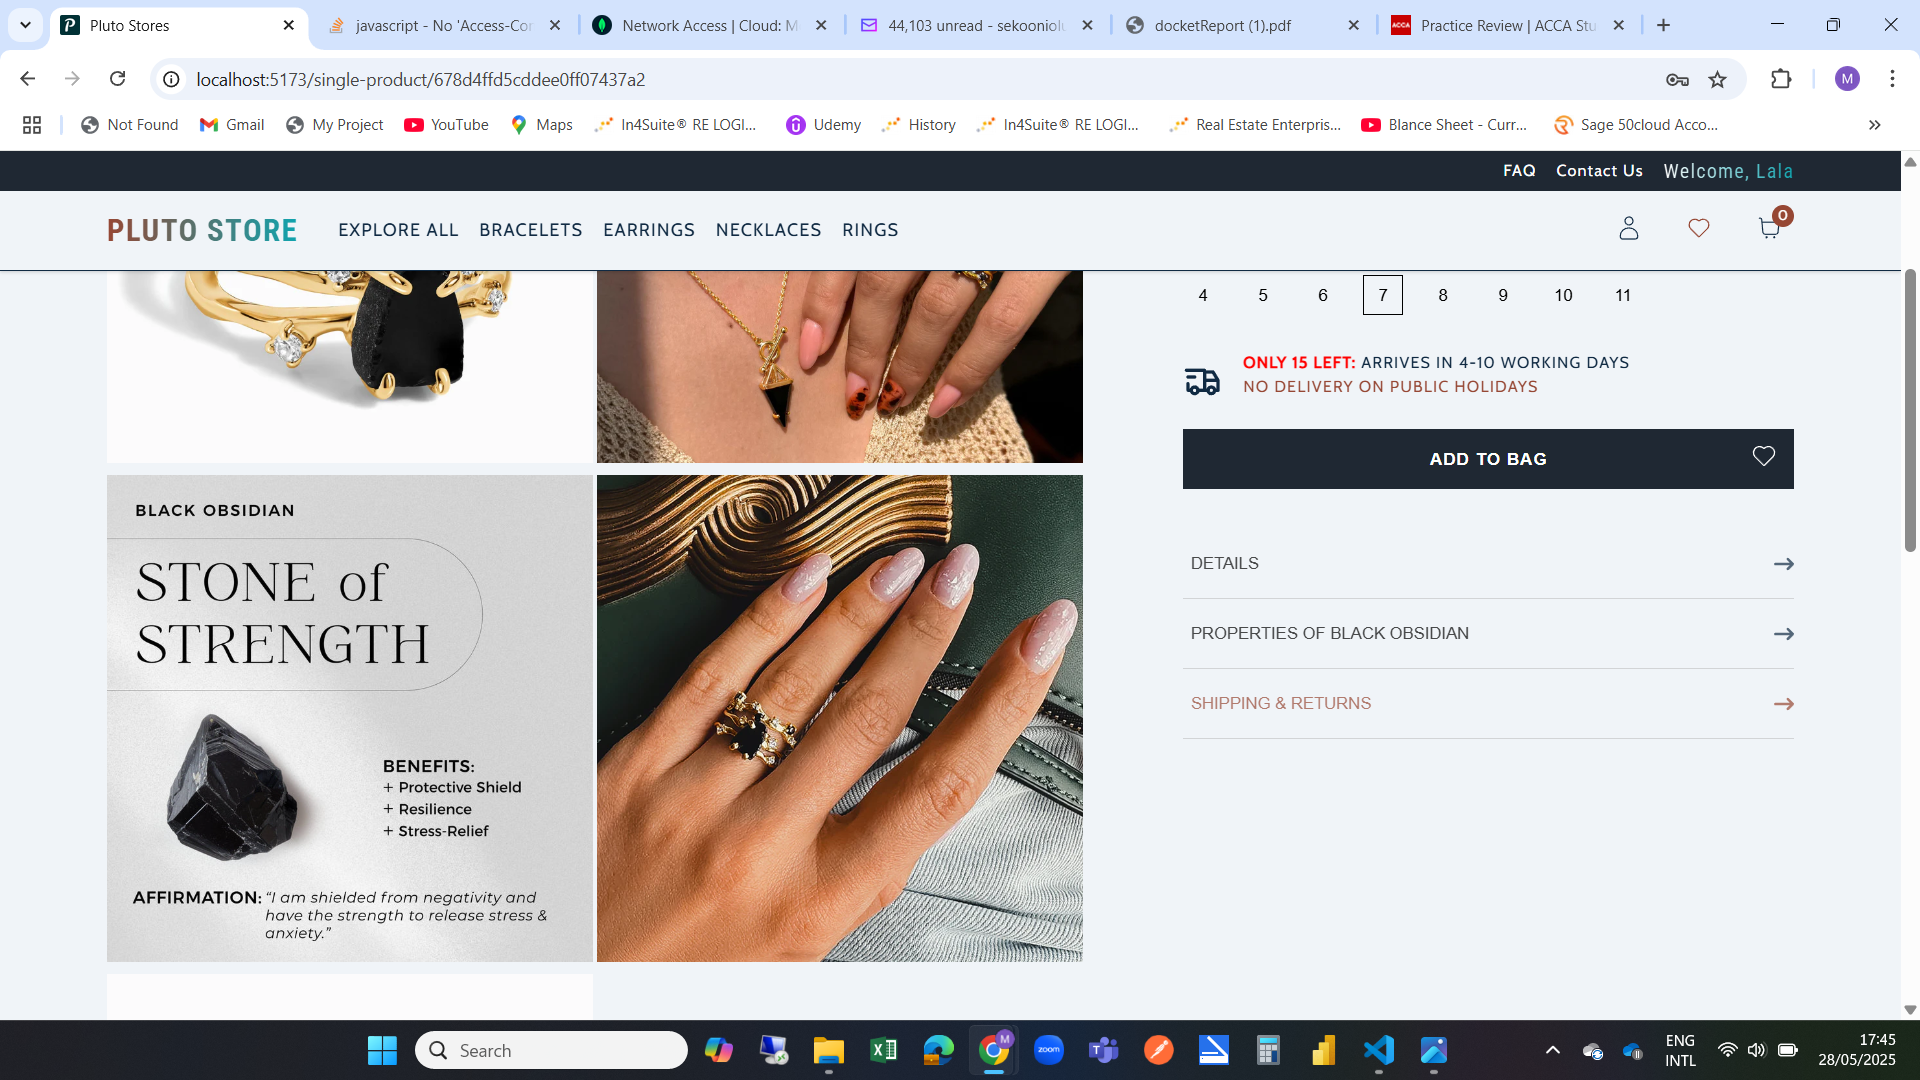 Pluto Stores
javascript - No 'Access-Cor
Network Access | Cloud: M
44,103 unread - sekooniolu
docketReport (1).pdf
Practice Review | ACCA Stu
localhost:5173/single-product/678d4ffd5cddee0ff07437a2
M
Not Found
Gmail
My Project
YouTube
Maps
In4Suite® RE LOGI...
Udemy
History
In4Suite® RE LOGI...
Real Estate Enterpris...
Blance Sheet - Curr...
Sage 50cloud Acco...
FAQ
Contact Us
Welcome, Lala
PLUTO STORE
EXPLORE ALL
BRACELETS
EARRINGS
NECKLACES
RINGS
0
4 5 6 7 8 9 10 11
ONLY 15 LEFT: ARRIVES IN 4-10 WORKING DAYS
NO DELIVERY ON PUBLIC HOLIDAYS
ADD TO BAG
DETAILS
PROPERTIES OF BLACK OBSIDIAN
SHIPPING & RETURNS
BLACK OBSIDIAN
STONE of
STRENGTH
BENEFITS:
+ Protective Shield
+ Resilience
+ Stress-Relief
AFFIRMATION: “I am shielded from negativity and
have the strength to release stress &
anxiety.”
Search
M
zoom
ENG
INTL
17:45
28/05/2025